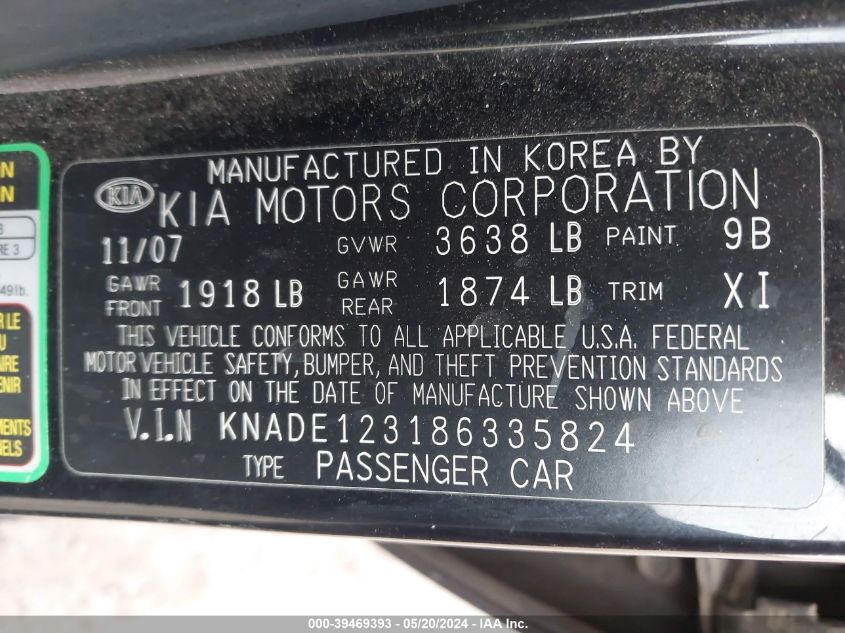 MANUFACTURED IN KOREA BY
KIA KIA MOTORS CORPORATION
11/07 GVWR 3638 LB PAINT 9B
GAWR FRONT 1918 LB GAWR REAR 1874 LB TRIM XI
THIS VEHICLE CONFORMS TO ALL APPLICABLE U.S.A. FEDERAL
MOTOR VEHICLE SAFETY, BUMPER, AND THEFT PREVENTION STANDARDS
IN EFFECT ON THE DATE OF MANUFACTURE SHOWN ABOVE
V.I.N KNADE123186335824
TYPE PASSENGER CAR
RE 3
49lb.
000-39469393 - 05/20/2024 - IAA Inc.